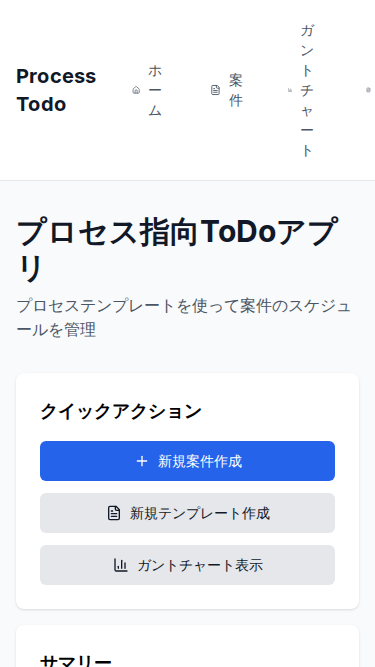 Process
Todo
ホーム
案件
ガントチャート
プロセス指向ToDoアプ
リ
プロセステンプレートを使って案件のスケジュ
ールを管理
クイックアクション
新規案件作成
新規テンプレート作成
ガントチャート表示
サマリー